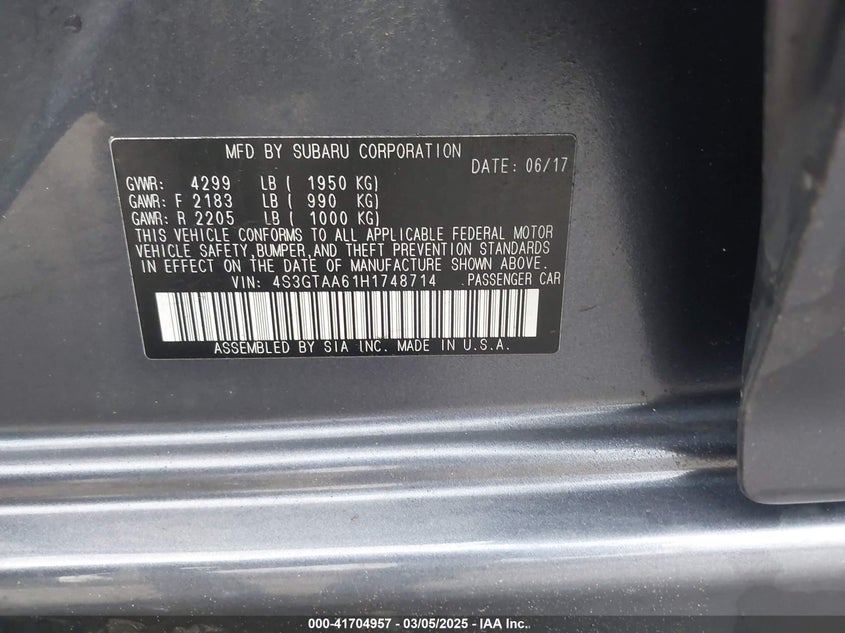 MFD BY SUBARU CORPORATION
DATE: 06/17
GVWR: 4299 LB ( 1950 KG)
GAWR: F 2183 LB ( 990 KG)
GAWR: R 2205 LB ( 1000 KG)
THIS VEHICLE CONFORMS TO ALL APPLICABLE FEDERAL MOTOR
VEHICLE SAFETY,BUMPER,AND THEFT PREVENTION STANDARDS
IN EFFECT ON THE DATE OF MANUFACTURE SHOWN ABOVE.
VIN: 4S3GTAA61H1748714 PASSENGER CAR
ASSEMBLED BY SIA INC. MADE IN U.S.A.
000-41704957 — 03/05/2025 — IAA Inc.